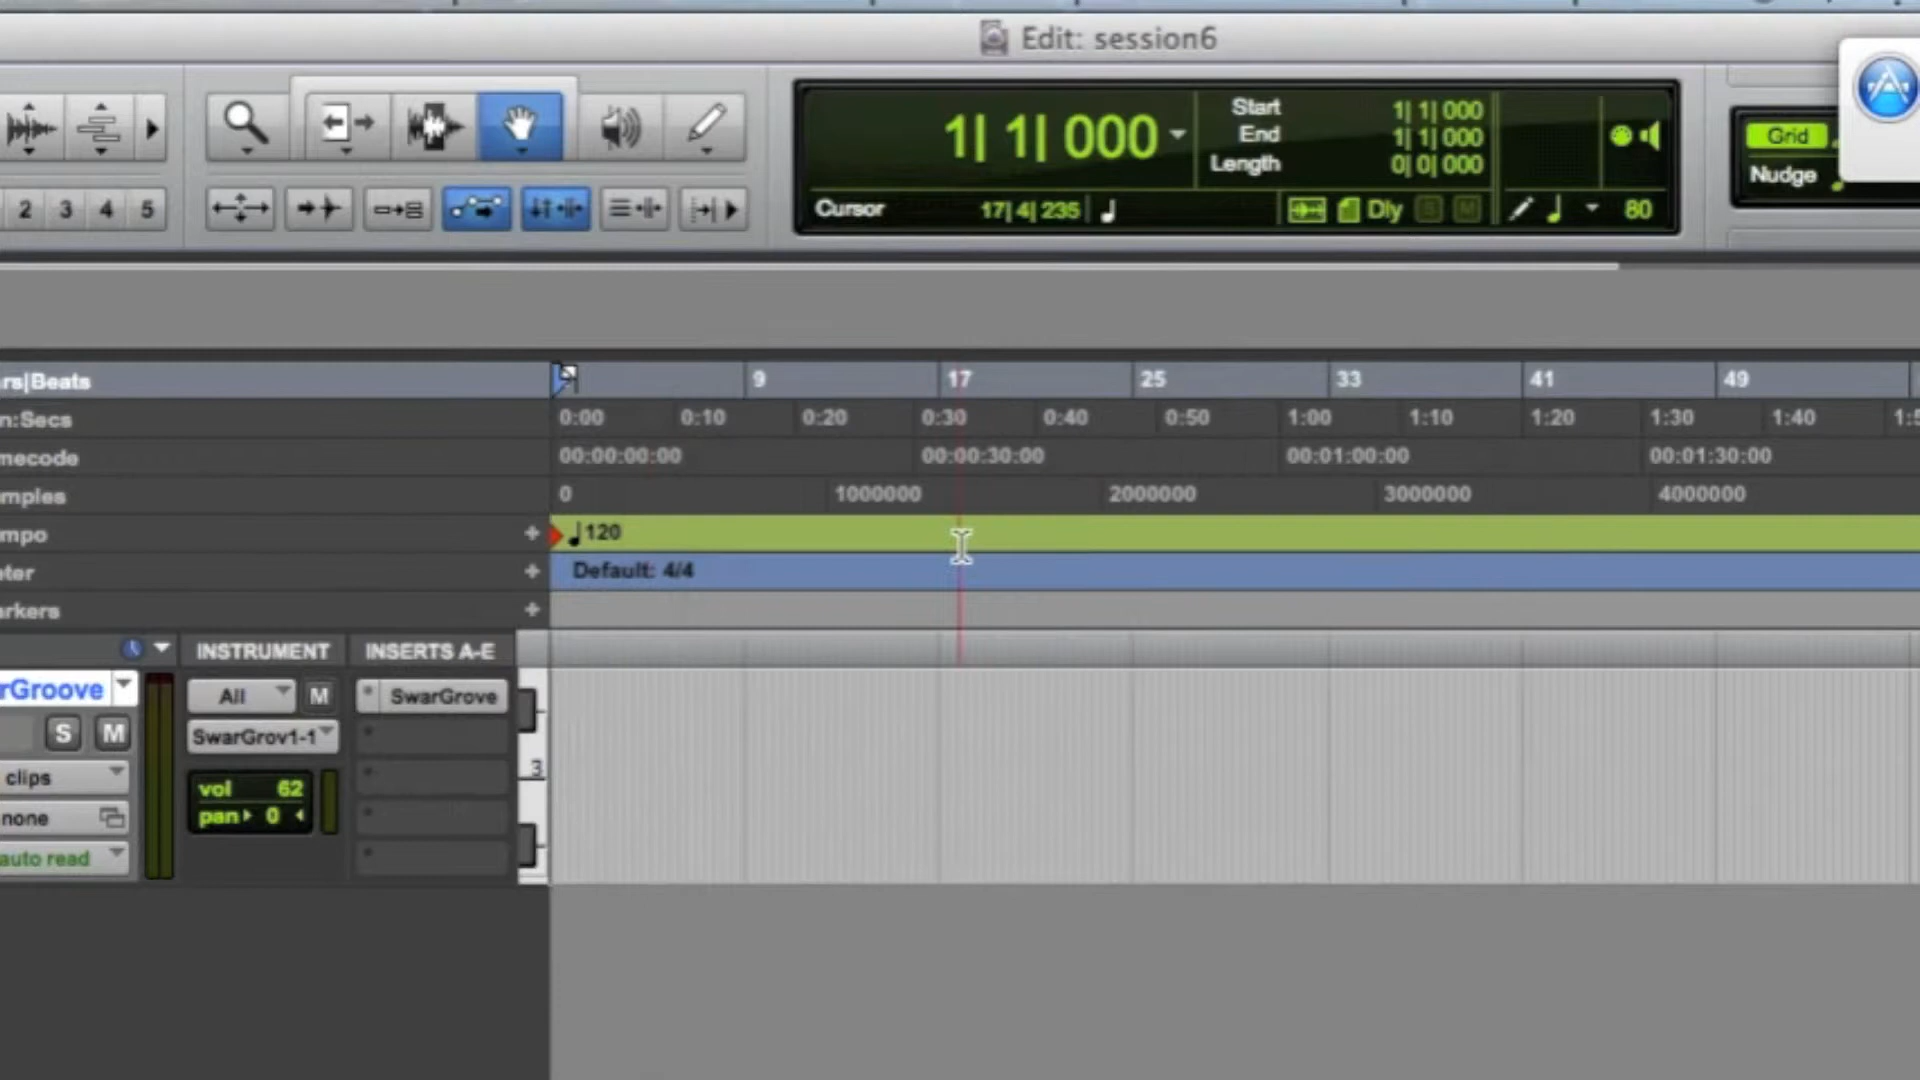 Edit: session6
1| 1| 000
Start 1| 1| 000
End 1| 1| 000
Length 0| 0| 000
Grid
Nudge
2 3 4 5
Cursor 17| 4| 235
Dly S M
80
rs|Beats
9 17 25 33 41 49
n:Secs
0:00 0:10 0:20 0:30 0:40 0:50 1:00 1:10 1:20 1:30 1:40 1:5
mecode
00:00:00:00 00:00:30:00 00:01:00:00 00:01:30:00
mples
0 1000000 2000000 3000000 4000000
mpo + 120
ter + Default: 4/4
rkers +
INSTRUMENT INSERTS A-E
rGroove All M SwarGrove
S M SwarGrov1-1
clips 3
vol 62
none pan 0
auto read